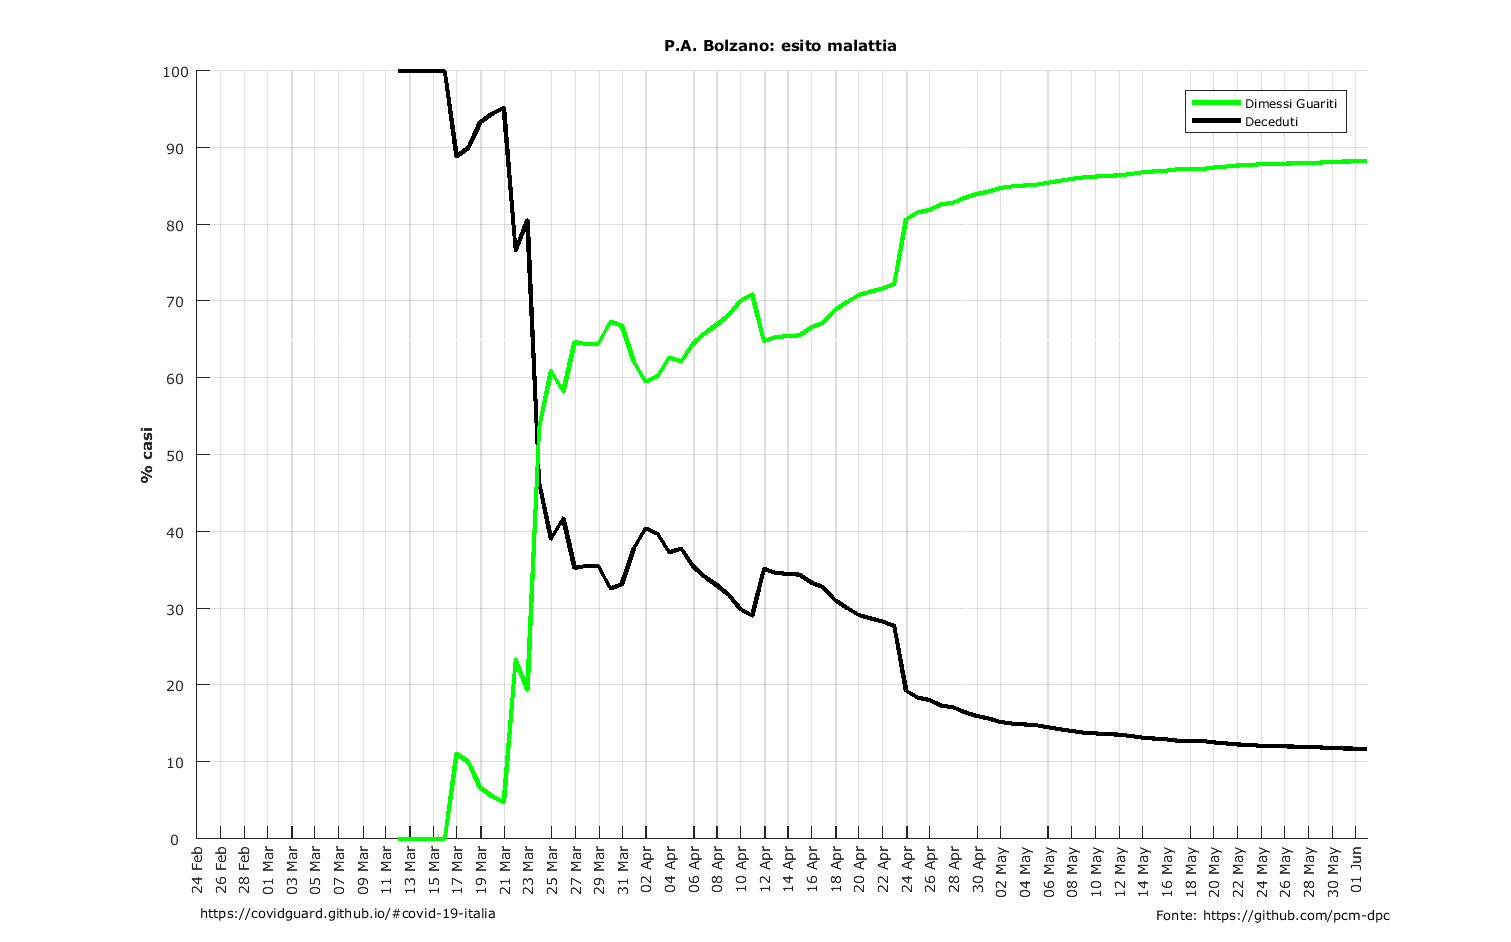 P.A. Bolzano: esito malattia
% casi
100
90
80
70
60
50
40
30
20
10
0
Dimessi Guariti
Deceduti
24 Feb
26 Feb
28 Feb
01 Mar
03 Mar
05 Mar
07 Mar
09 Mar
11 Mar
13 Mar
15 Mar
17 Mar
19 Mar
21 Mar
23 Mar
25 Mar
27 Mar
29 Mar
31 Mar
02 Apr
04 Apr
06 Apr
08 Apr
10 Apr
12 Apr
14 Apr
16 Apr
18 Apr
20 Apr
22 Apr
24 Apr
26 Apr
28 Apr
30 Apr
02 May
04 May
06 May
08 May
10 May
12 May
14 May
16 May
18 May
20 May
22 May
24 May
26 May
28 May
30 May
01 Jun
https://covidguard.github.io/#covid-19-italia
Fonte: https://github.com/pcm-dpc